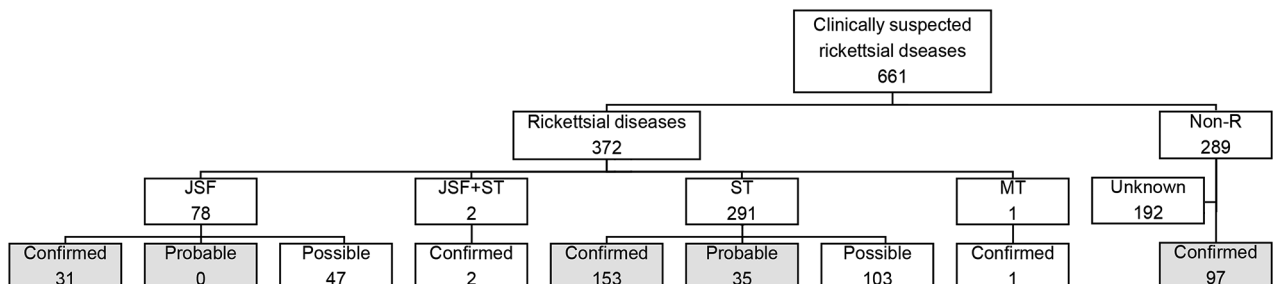 Clinically suspected
rickettsial dseases
661
Rickettsial diseases
372
Non-R
289
JSF
78
JSF+ST
2
ST
291
MT
1
Unknown
192
Confirmed
31
Probable
0
Possible
47
Confirmed
2
Confirmed
153
Probable
35
Possible
103
Confirmed
1
Confirmed
97